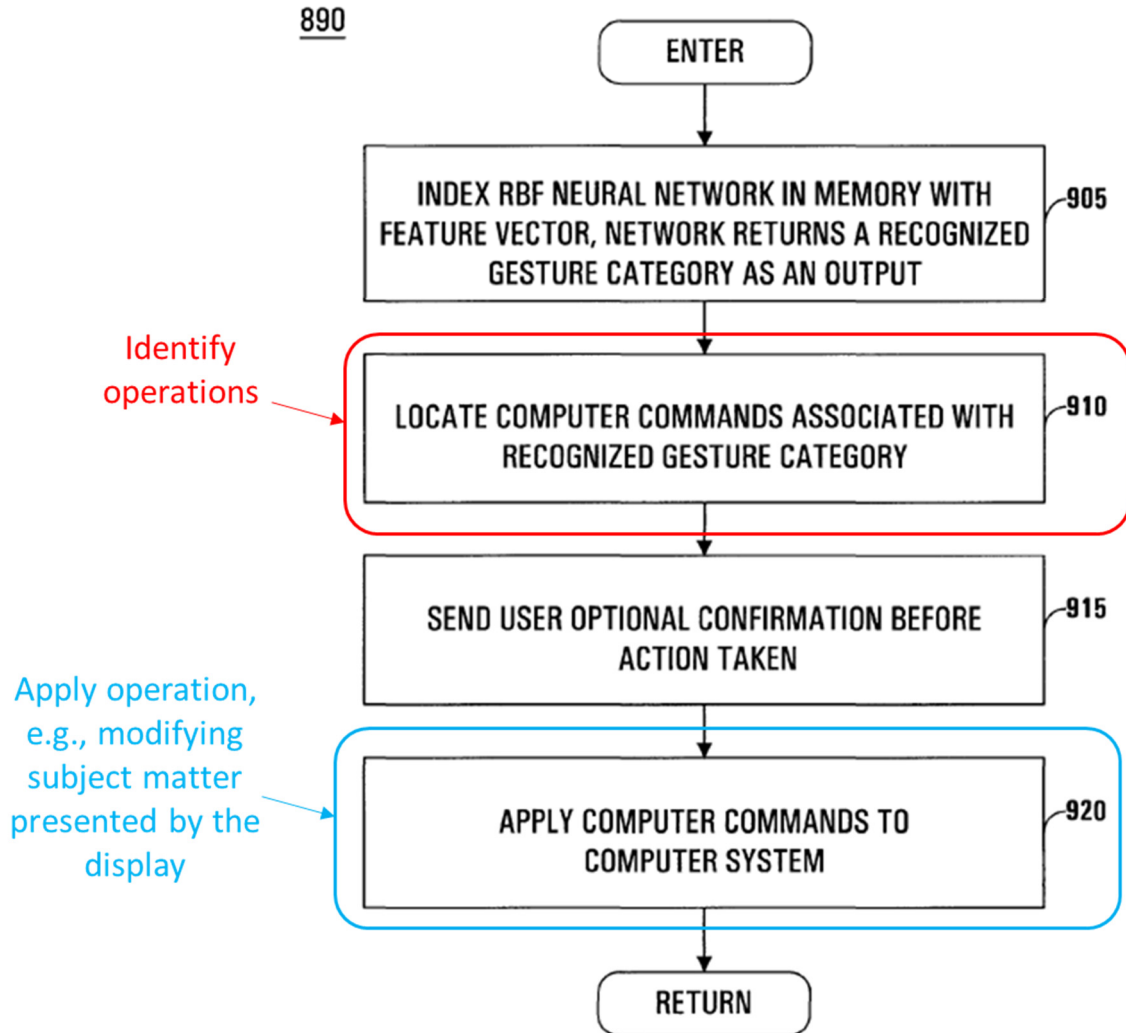 890
ENTER
INDEX RBF NEURAL NETWORK IN MEMORY WITH
FEATURE VECTOR, NETWORK RETURNS A RECOGNIZED
GESTURE CATEGORY AS AN OUTPUT
905
Identify
operations
LOCATE COMPUTER COMMANDS ASSOCIATED WITH
RECOGNIZED GESTURE CATEGORY
910
SEND USER OPTIONAL CONFIRMATION BEFORE
ACTION TAKEN
915
Apply operation,
e.g., modifying
subject matter
presented by the
display
APPLY COMPUTER COMMANDS TO
COMPUTER SYSTEM
920
RETURN